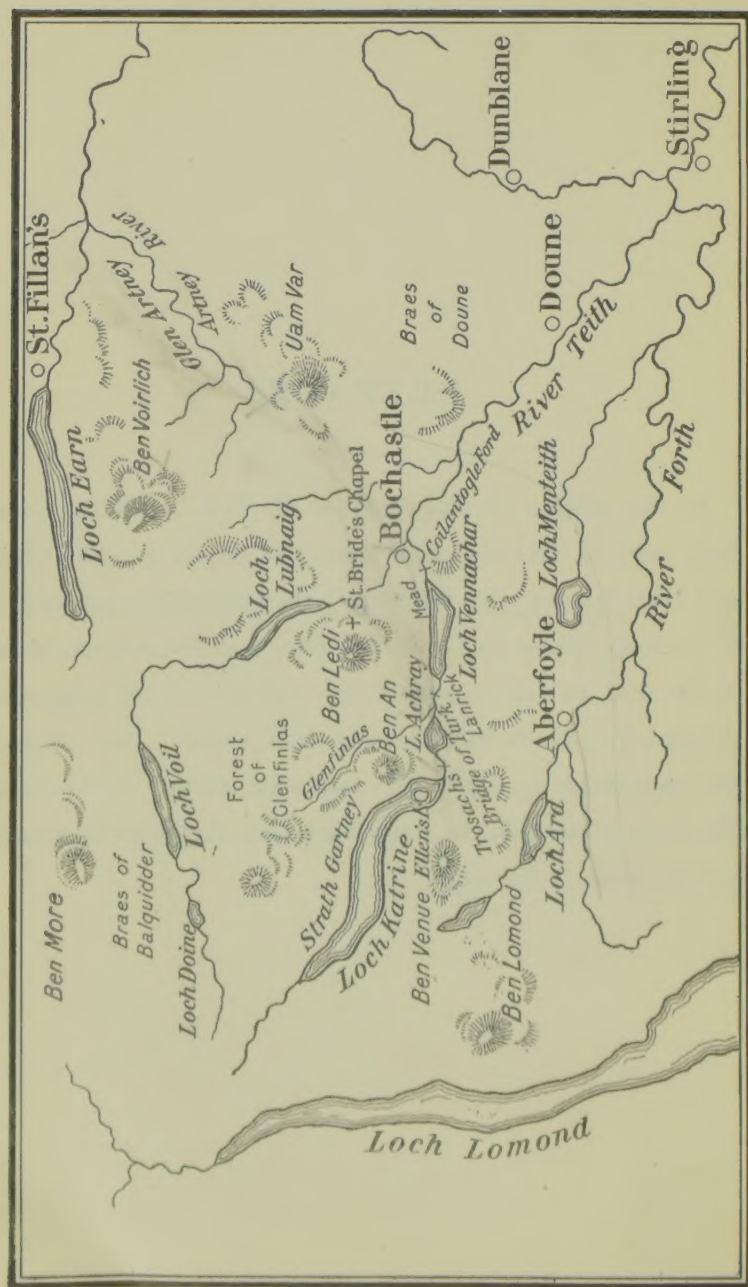 St. Fillan's
Loch Earn
Glen Artney
River
Artney
Ben Voirlich
Uam Var
Ben More
Braes of
Balquidder
Loch Doine
Loch Voil
Loch
Lubnaig
Forest
of
Glenfinlas
Glenfinlas
Ben Ledi
St. Bride's Chapel
Braes
of
Doune
Dunblane
Strath Gartney
Loch Katrine
Ben An
L. Achray
Mead
Bochastle
Coilantogle Ford
Loch Vennachar
River Teith
Doune
Stirling
Ben Venue
Ellen's I.
Trosachs
Bridge of Turk
Lanrick
Loch Menteith
Aberfoyle
Loch Ard
Ben Lomond
River Forth
Loch Lomond